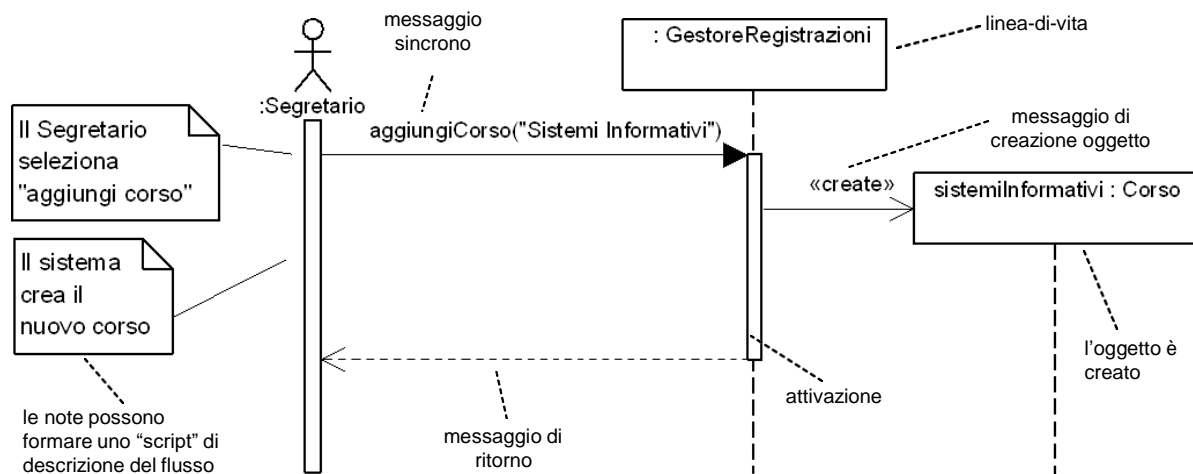 messaggio
sincrono
: GestoreRegistrazioni
linea-di-vita
:Segretario
Il Segretario
seleziona
"aggiungi corso"
aggiungiCorso("Sistemi Informativi")
messaggio di
creazione oggetto
«create»
sistemiInformativi : Corso
Il sistema
crea il
nuovo corso
l'oggetto è
creato
attivazione
messaggio di
ritorno
le note possono
formare uno “script” di
descrizione del flusso